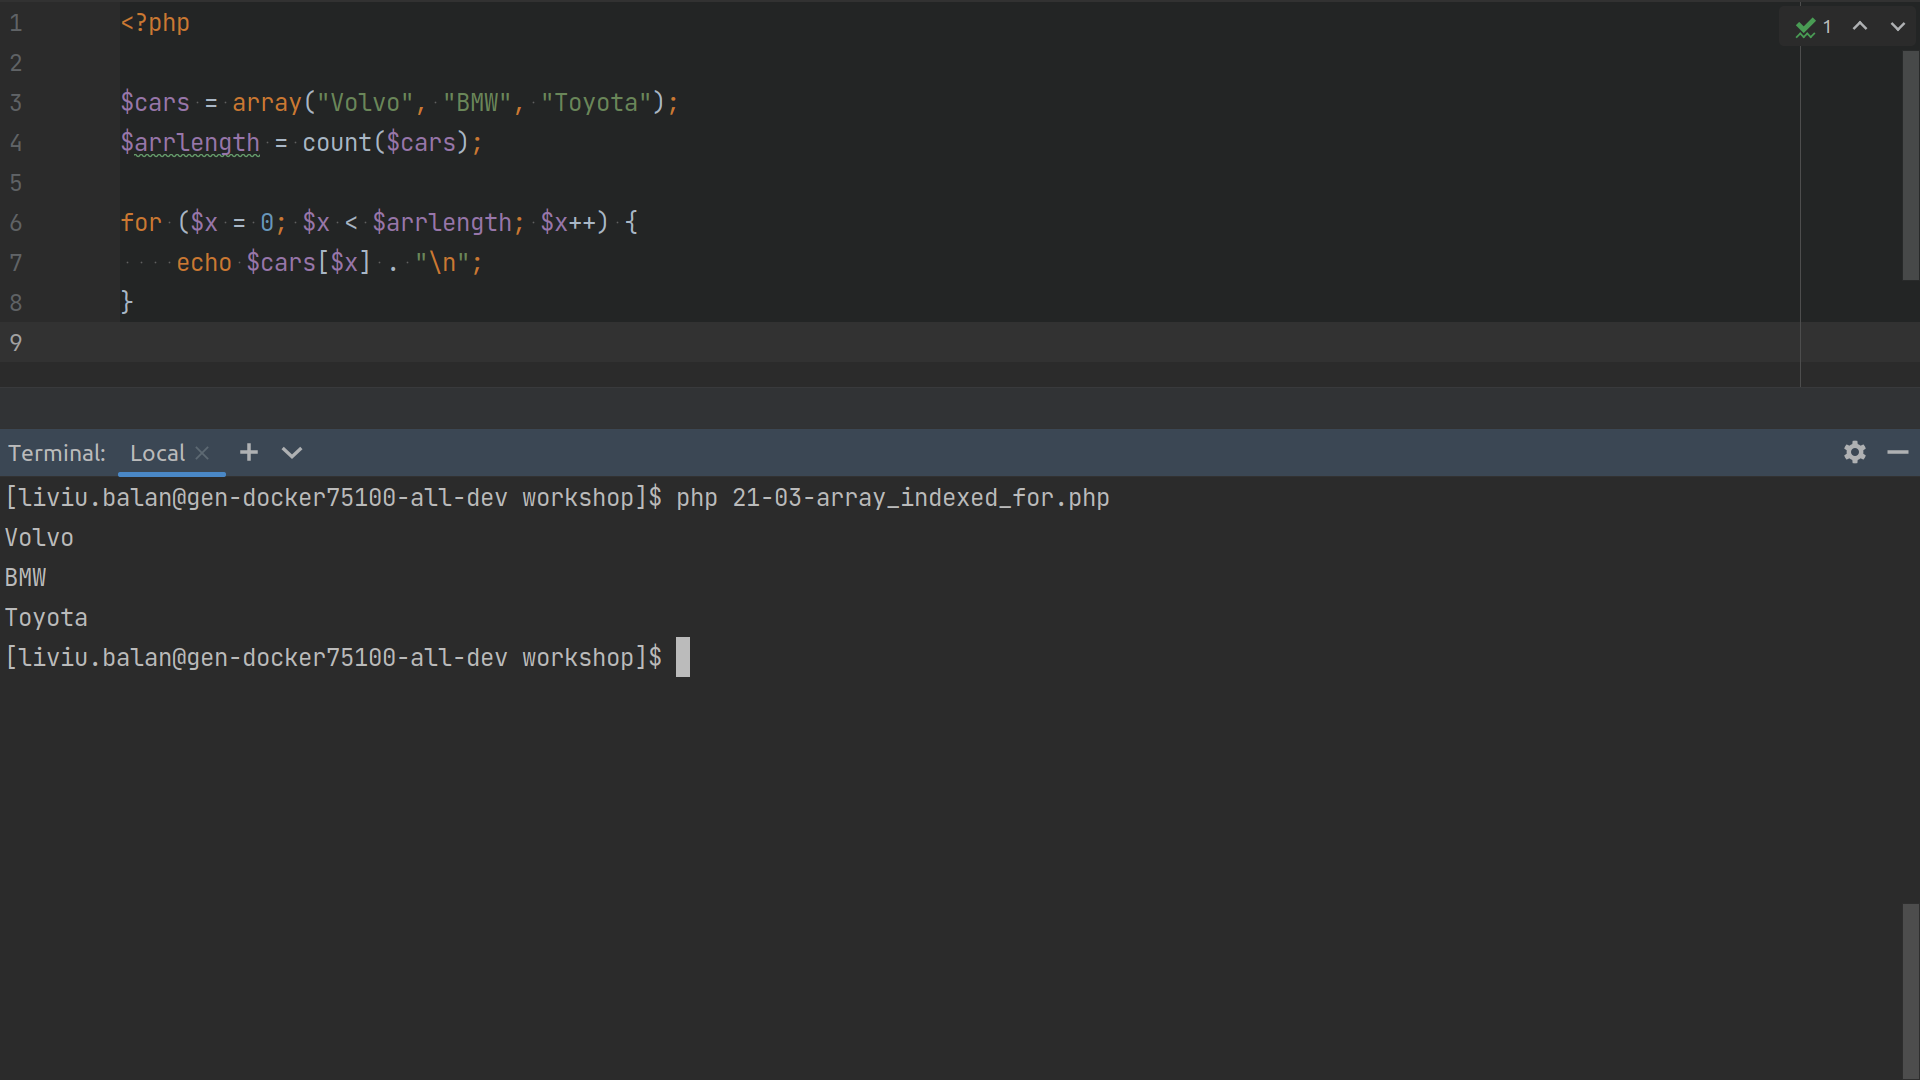 1 <?php
2
3 $cars = array("Volvo", "BMW", "Toyota");
4 $arrlength = count($cars);
5
6 for ($x = 0; $x < $arrlength; $x++) {
7     echo $cars[$x] . "\n";
8 }
9
1
Terminal: Local
[liviu.balan@gen-docker75100-all-dev workshop]$ php 21-03-array_indexed_for.php
Volvo
BMW
Toyota
[liviu.balan@gen-docker75100-all-dev workshop]$